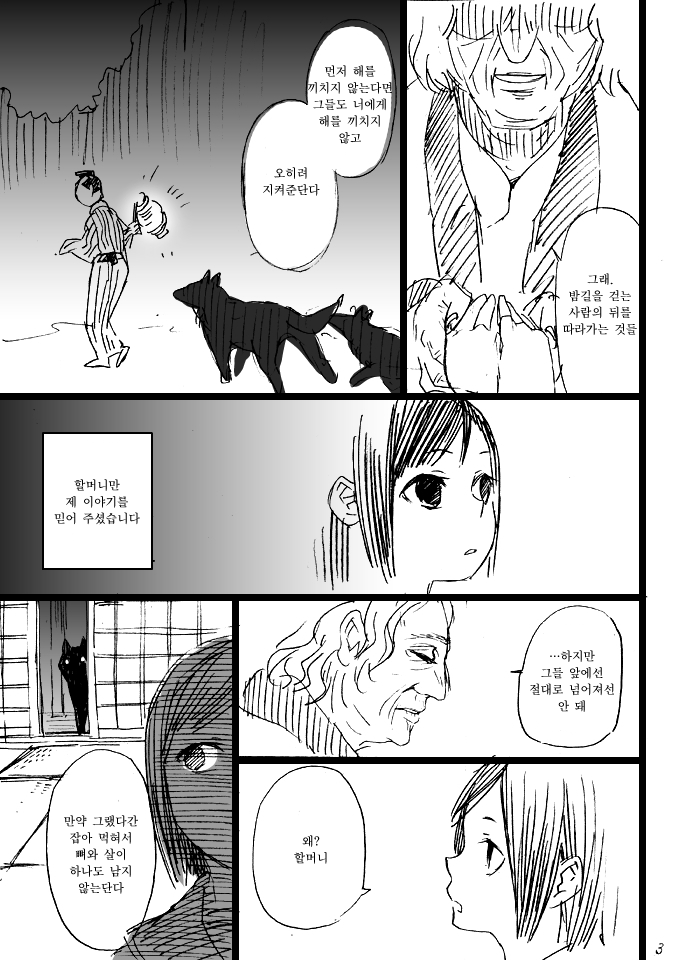 그래.
밤길을 걷는
사람의 뒤를
따라가는 것들
먼저 해를
끼치지 않는다면
그들도 너에게
해를 끼치지
않고
오히려
지켜준단다
할머니만
제 이야기를
믿어 주셨습니다
…하지만
그들 앞에선
절대로 넘어져선
안 돼
왜?
할머니
만약 그랬다간
잡아 먹혀서
뼈와 살이
하나도 남지
않는단다
3